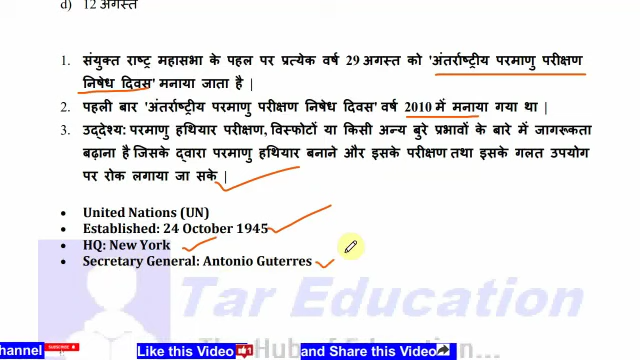 d) 12 अगस्त
1. संयुक्त राष्ट्र महासभा के पहल पर प्रत्येक वर्ष 29 अगस्त को 'अंतर्राष्ट्रीय परमाणु परीक्षण
निषेध दिवस' मनाया जाता है |
2. पहली बार 'अंतर्राष्ट्रीय परमाणु परीक्षण निषेध दिवस' वर्ष 2010 में मनाया गया था |
3. उद्देश्य: परमाणु हथियार परीक्षण, विस्फोटों या किसी अन्य बुरे प्रभावों के बारे में जागरूकता
बढ़ाना है जिसके द्वारा परमाणु हथियार बनाने और इसके परीक्षण तथा इसके गलत उपयोग
पर रोक लगाया जा सके |
• United Nations (UN)
• Established: 24 October 1945
• HQ: New York
• Secretary General: Antonio Guterres
Tar Education
The Hub of Education...
hannel
Like this Video
and Share this Video